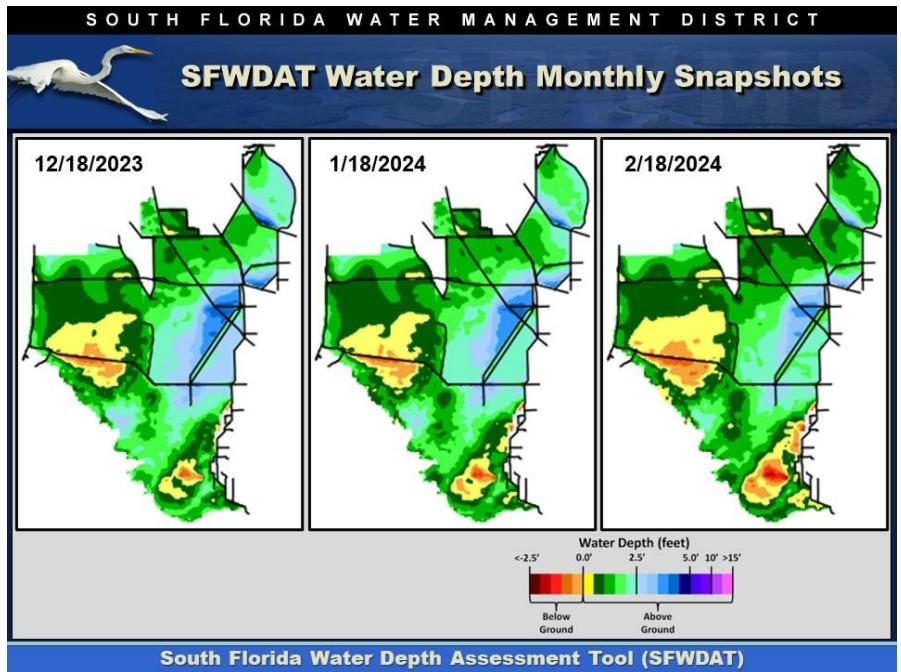 SOUTH FLORIDA WATER MANAGEMENT DISTRICT
SFWDAT Water Depth Monthly Snapshots
12/18/2023
1/18/2024
2/18/2024
Water Depth (feet)
<-2.5' 0.0' 2.5' 5.0' 10' >15'
Below Above
Ground Ground
South Florida Water Depth Assessment Tool (SFWDAT)